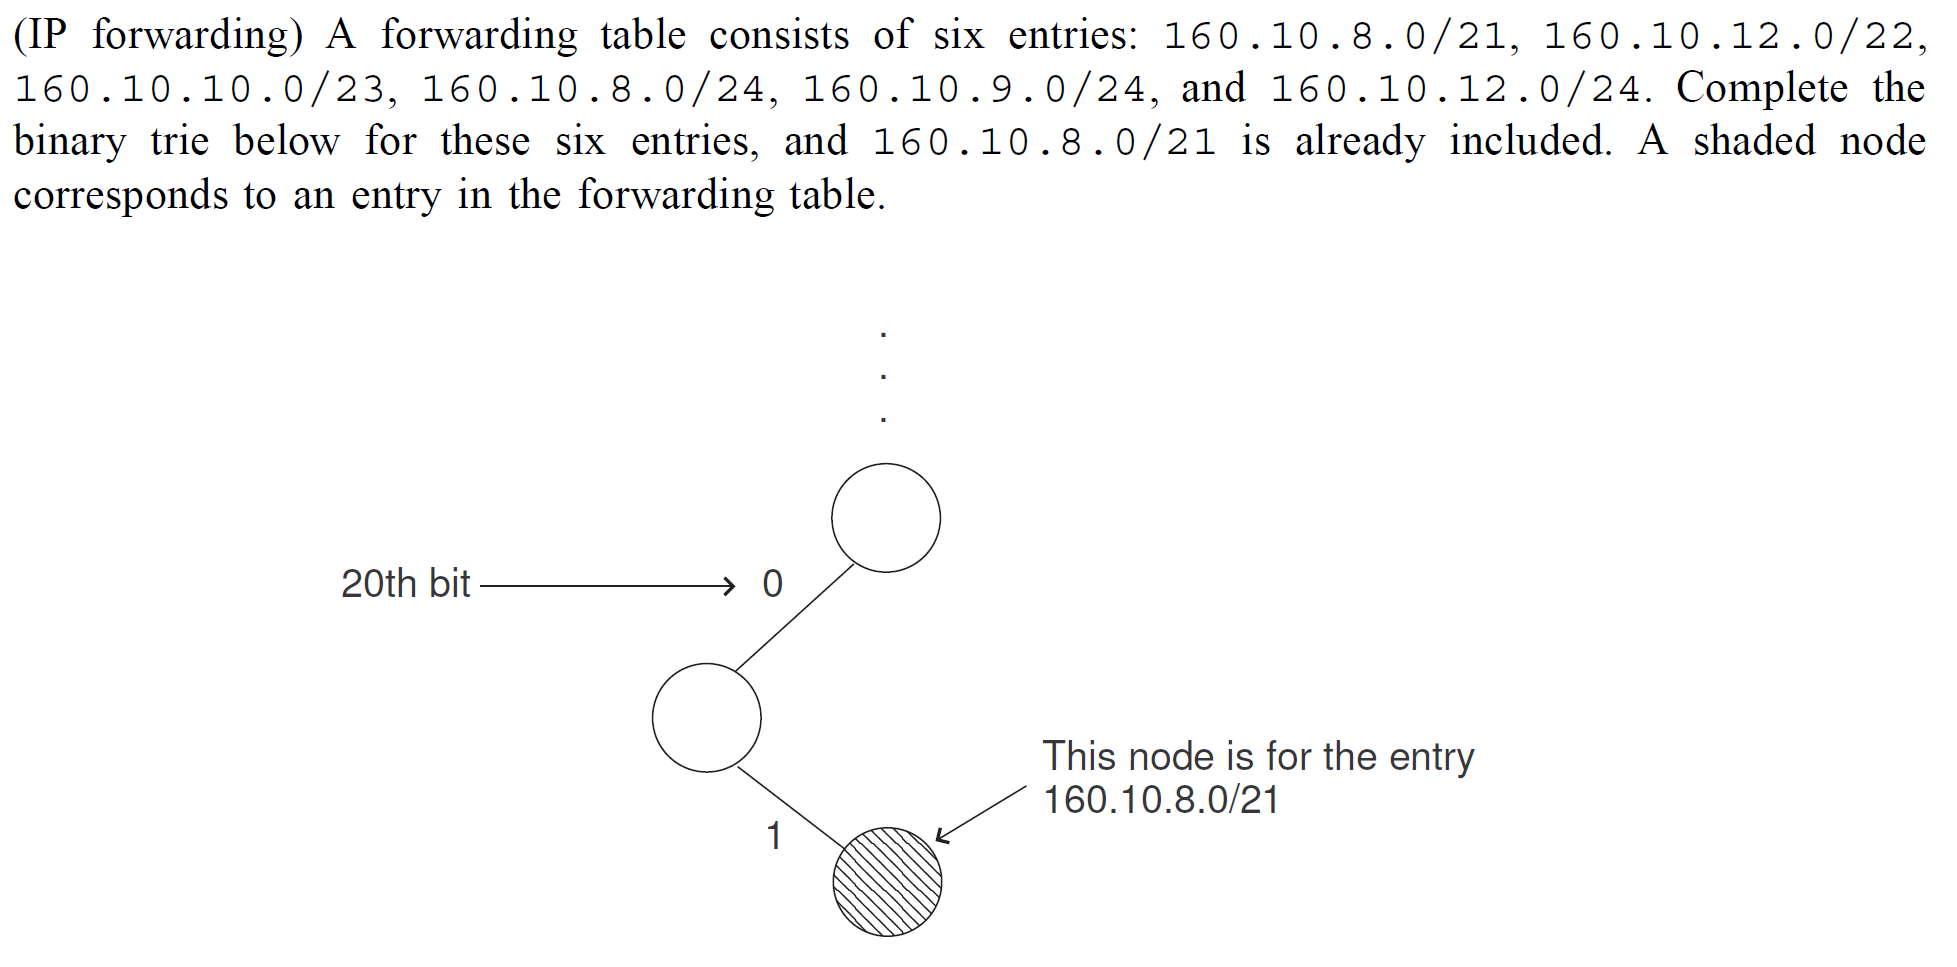 (IP forwarding) A forwarding table consists of six entries: 160.10.8.0/21, 160.10.12.0/22,
160.10.10.0/23, 160.10.8.0/24, 160.10.9.0/24, and 160.10.12.0/24. Complete the
binary trie below for these six entries, and 160.10.8.0/21 is already included. A shaded node
corresponds to an entry in the forwarding table.
20th bit
0
This node is for the entry
160.10.8.0/21
1